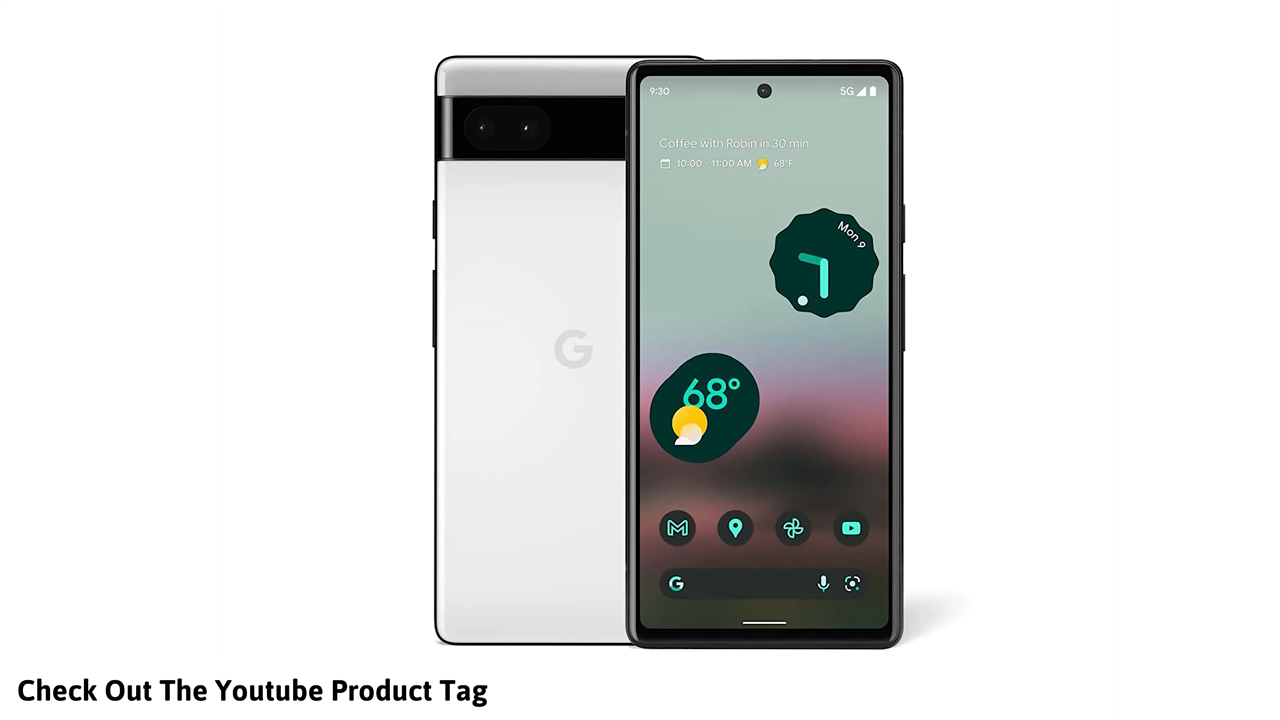 9:30
5G
Coffee with Robin in 30 min
10:00 - 11:00 AM 68°F
Mon 9
68°
G
G
Check Out The Youtube Product Tag